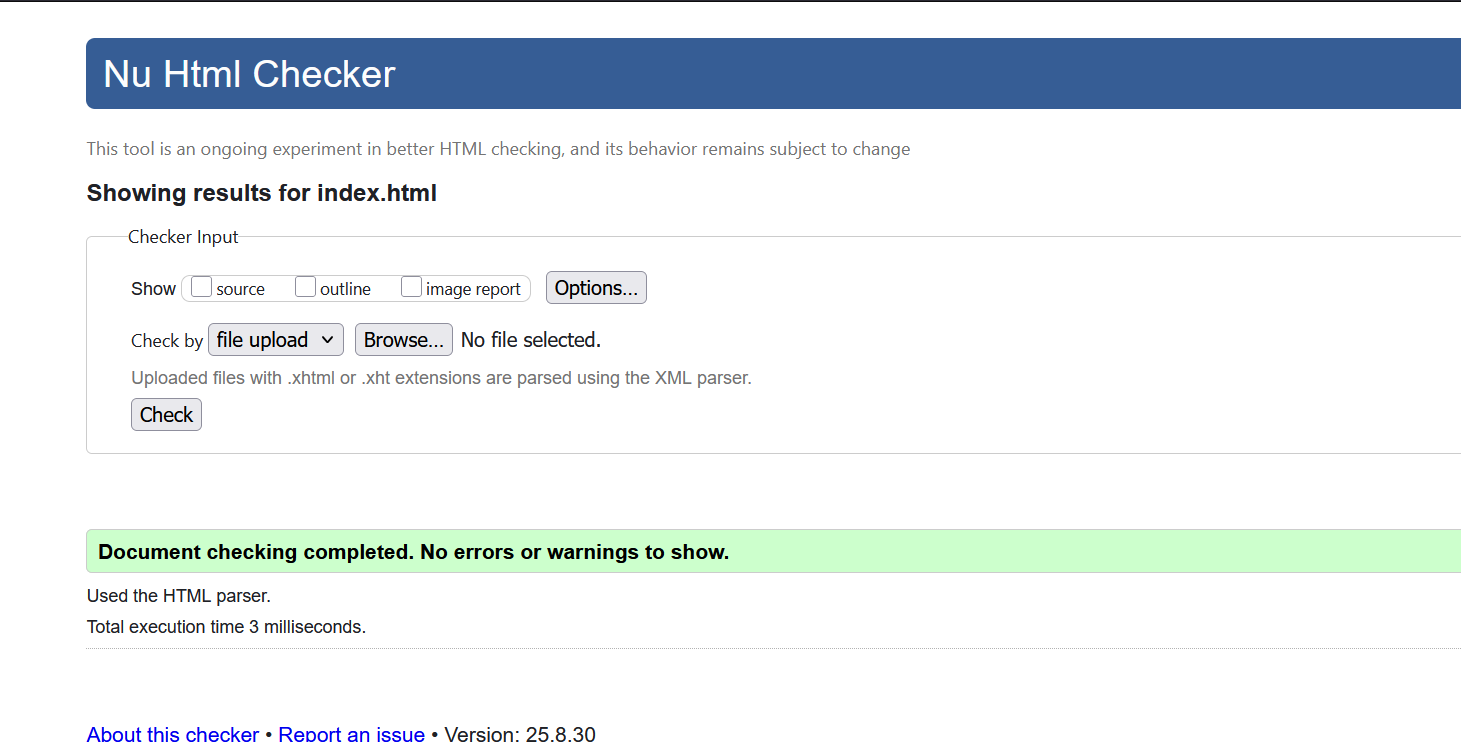 Nu Html Checker
This tool is an ongoing experiment in better HTML checking, and its behavior remains subject to change
Showing results for index.html
Checker Input
Show source outline image report Options...
Check by file upload Browse... No file selected.
Uploaded files with .xhtml or .xht extensions are parsed using the XML parser.
Check
Document checking completed. No errors or warnings to show.
Used the HTML parser.
Total execution time 3 milliseconds.
About this checker • Report an issue • Version: 25.8.30